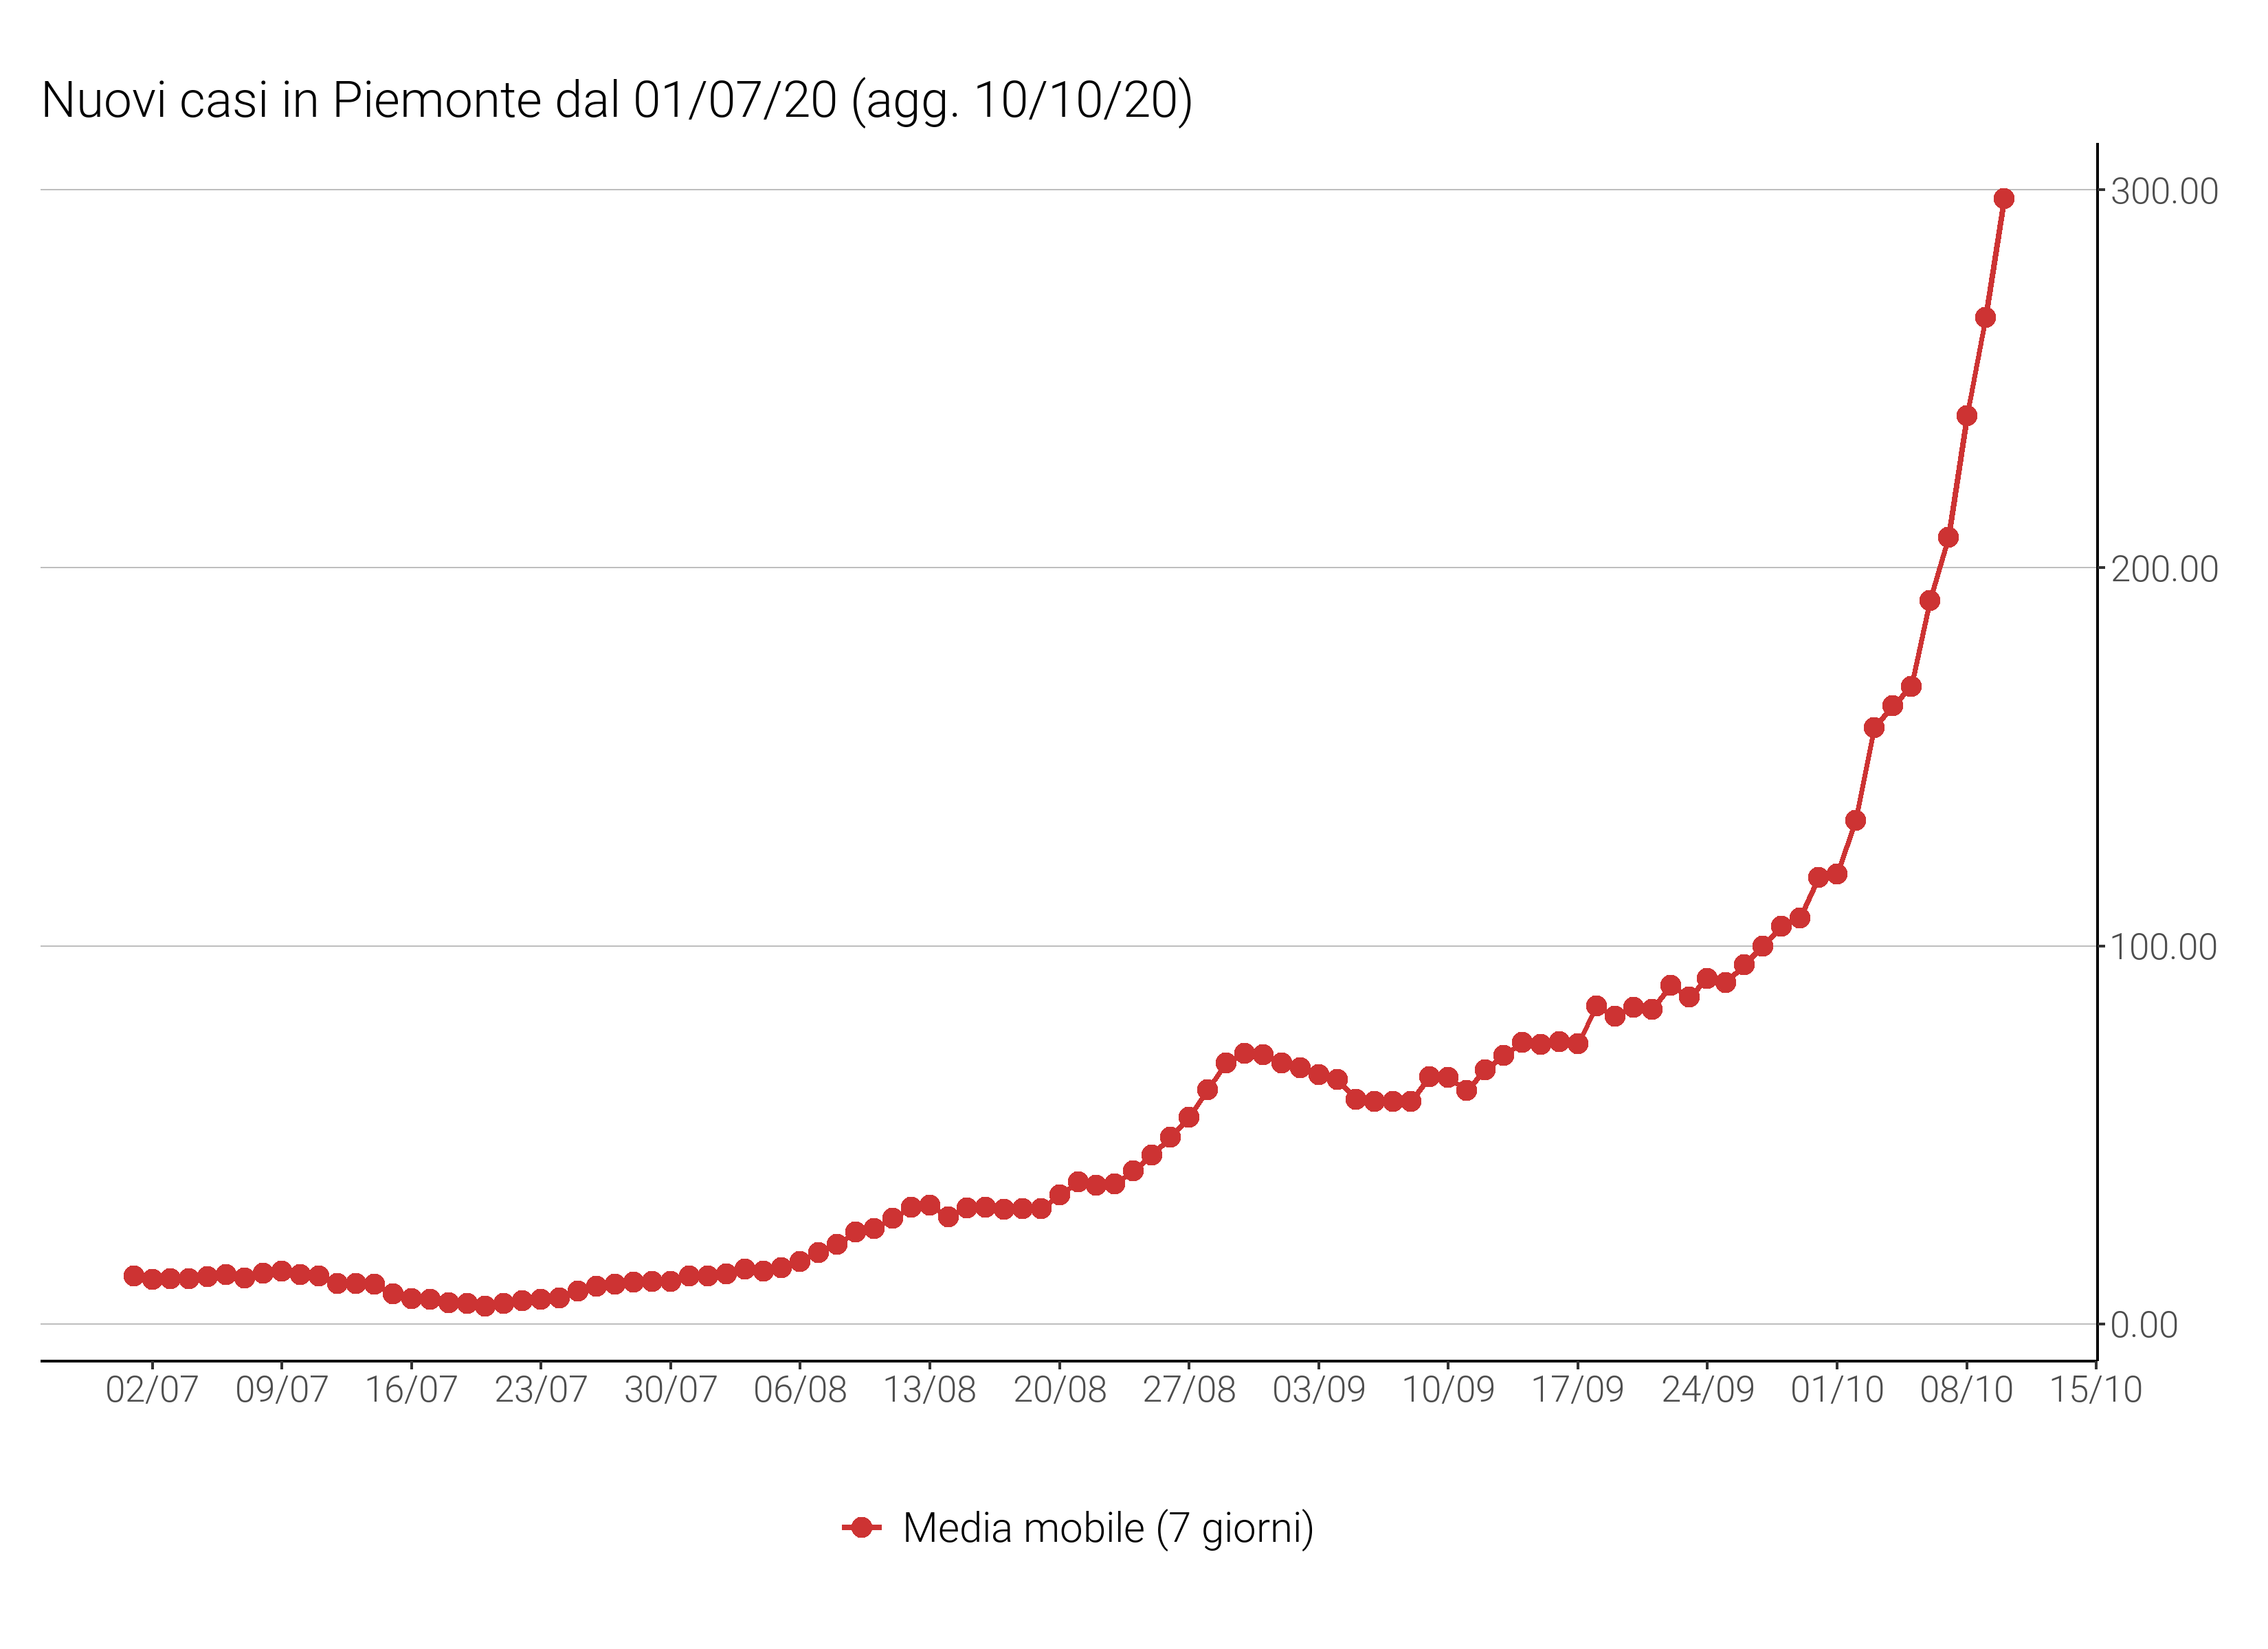 Nuovi casi in Piemonte dal 01/07/20 (agg. 10/10/20)
300.00
200.00
100.00
0.00
02/07 09/07 16/07 23/07 30/07 06/08 13/08 20/08 27/08 03/09 10/09 17/09 24/09 01/10 08/10 15/10
Media mobile (7 giorni)